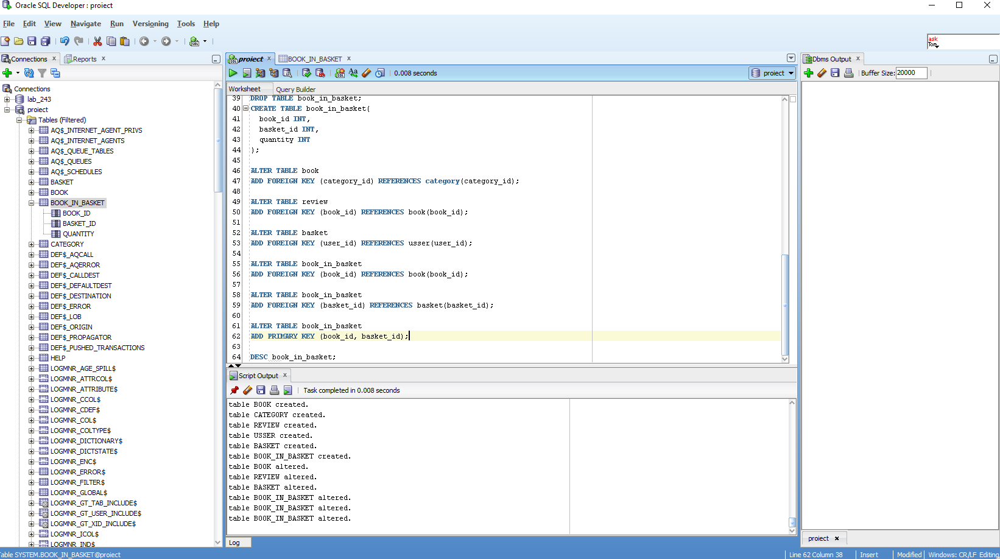 Oracle SQL Developer : proiect
File Edit View Navigate Run Versioning Tools Help
ask
Tom
Connections Reports
Connections
lab_243
proiect
Tables (Filtered)
AQ$_INTERNET_AGENT_PRIVS
AQ$_INTERNET_AGENTS
AQ$_QUEUE_TABLES
AQ$_QUEUES
AQ$_SCHEDULES
BASKET
BOOK
BOOK_IN_BASKET
BOOK_ID
BASKET_ID
QUANTITY
CATEGORY
DEF$_AQCALL
DEF$_AQERROR
DEF$_CALLDEST
DEF$_DEFAULTDEST
DEF$_DESTINATION
DEF$_ERROR
DEF$_LOB
DEF$_ORIGIN
DEF$_PROPAGATOR
DEF$_PUSHED_TRANSACTIONS
HELP
LOGMNR_AGE_SPILL$
LOGMNR_ATTRCOL$
LOGMNR_ATTRIBUTE$
LOGMNR_CCOL$
LOGMNR_CDEF$
LOGMNR_COL$
LOGMNR_COLTYPE$
LOGMNR_DICTIONARY$
LOGMNR_DICTSTATE$
LOGMNR_ENC$
LOGMNR_ERROR$
LOGMNR_FILTER$
LOGMNR_GLOBAL$
LOGMNR_GT_TAB_INCLUDE$
LOGMNR_GT_USER_INCLUDE$
LOGMNR_GT_XID_INCLUDE$
LOGMNR_ICOL$
LOGMNR_IND$
proiect BOOK_IN_BASKET
0.008 seconds
proiect
Worksheet Query Builder
39 DROP TABLE book_in_basket;
40 CREATE TABLE book_in_basket(
41 book_id INT,
42 basket_id INT,
43 quantity INT
44 );
45
46 ALTER TABLE book
47 ADD FOREIGN KEY (category_id) REFERENCES category(category_id);
48
49 ALTER TABLE review
50 ADD FOREIGN KEY (book_id) REFERENCES book(book_id);
51
52 ALTER TABLE basket
53 ADD FOREIGN KEY (user_id) REFERENCES usser(user_id);
54
55 ALTER TABLE book_in_basket
56 ADD FOREIGN KEY (book_id) REFERENCES book(book_id);
57
58 ALTER TABLE book_in_basket
59 ADD FOREIGN KEY (basket_id) REFERENCES basket(basket_id);
60
61 ALTER TABLE book_in_basket
62 ADD PRIMARY KEY (book_id, basket_id);
63
64 DESC book_in_basket;
Script Output
Task completed in 0.008 seconds
table BOOK created.
table CATEGORY created.
table REVIEW created.
table USSER created.
table BASKET created.
table BOOK_IN_BASKET created.
table BOOK altered.
table REVIEW altered.
table BASKET altered.
table BOOK_IN_BASKET altered.
table BOOK_IN_BASKET altered.
table BOOK_IN_BASKET altered.
Log
Dbms Output
Buffer Size: 20000
proiect
Table SYSTEM.BOOK_IN_BASKET@proiect
Line 62 Column 38 Insert Modified Windows: CR/LF Editing